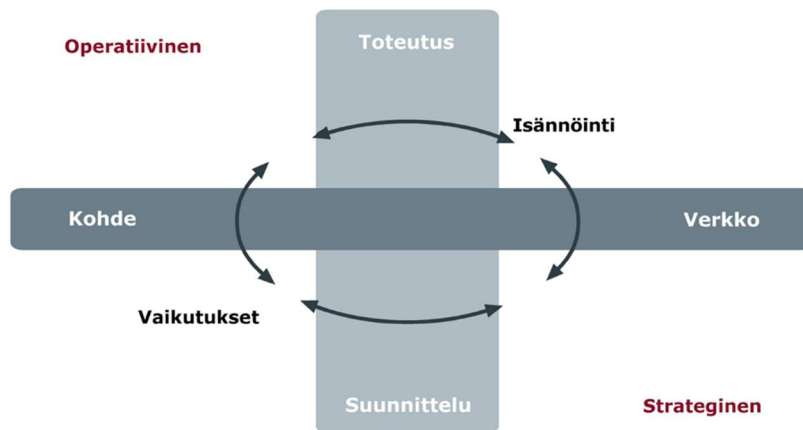 Operatiivinen
Toteutus
Isännöinti
Kohde
Verkko
Vaikutukset
Suunnittelu
Strateginen